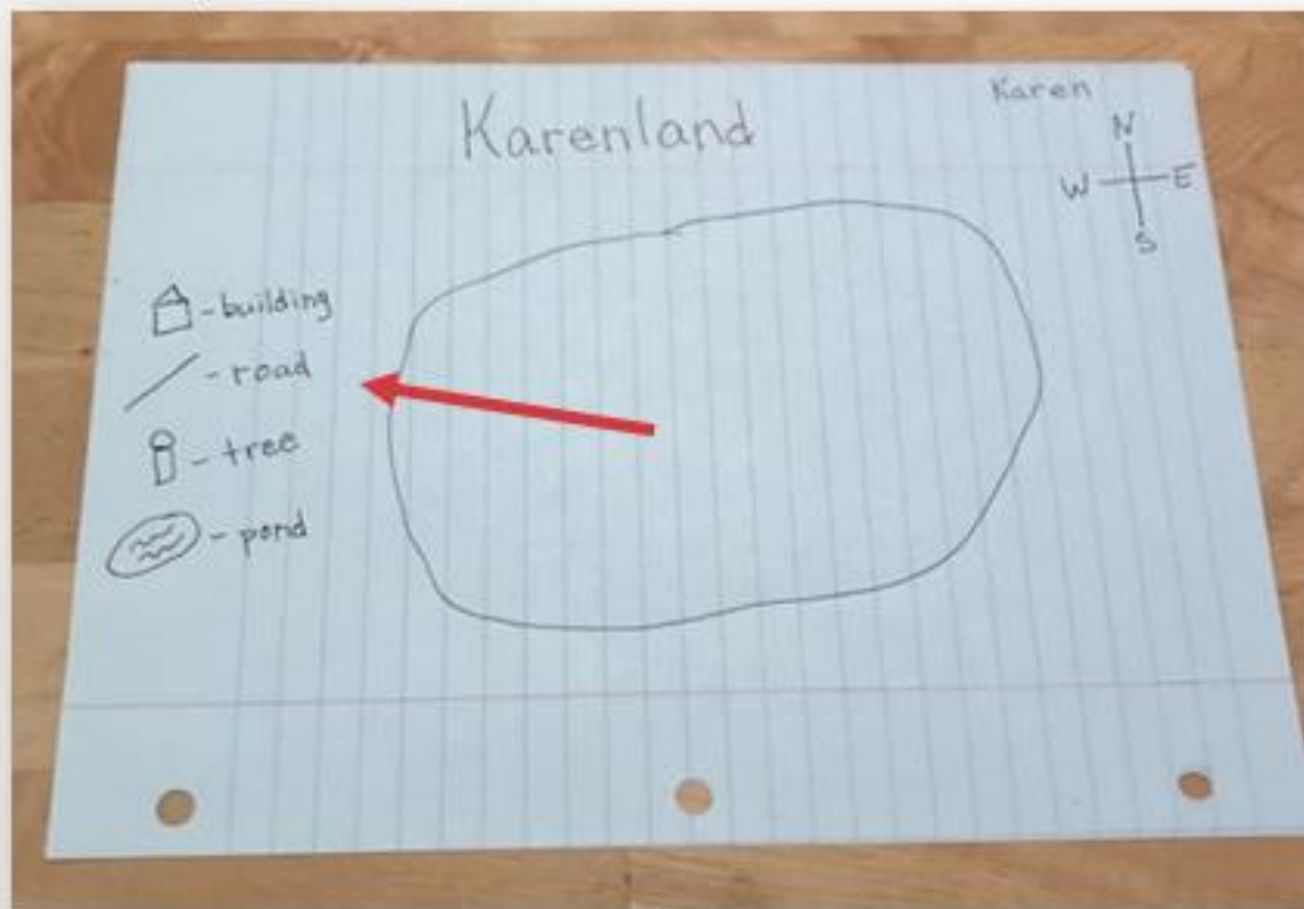 Karen
Karenland
N
W E
S
-building
-road
-tree
-pond